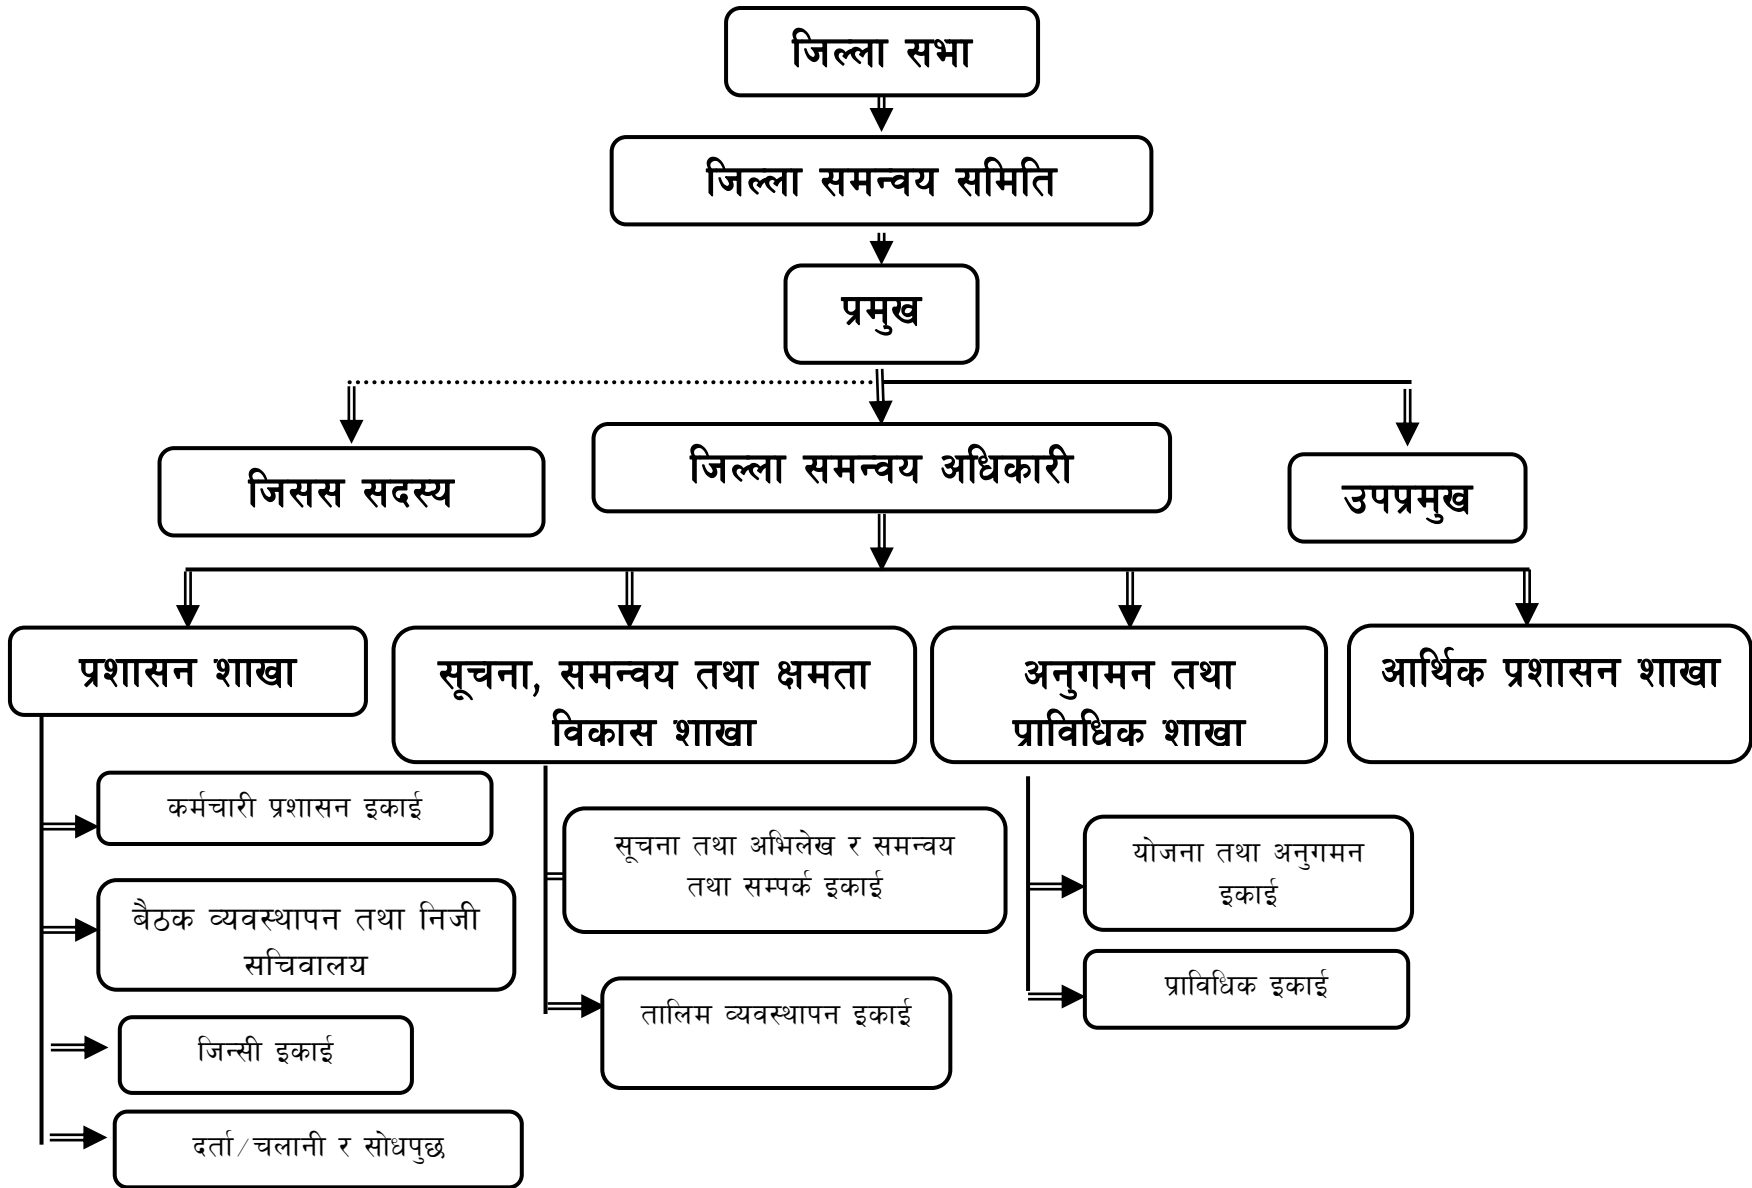 जिल्ला सभा
जिल्ला समन्वय समिति
प्रमुख
जिसस सदस्य
जिल्ला समन्वय अधिकारी
उपप्रमुख
प्रशासन शाखा
सूचना, समन्वय तथा क्षमता
विकास शाखा
अनुगमन तथा
प्राविधिक शाखा
आर्थिक प्रशासन शाखा
कर्मचारी प्रशासन इकाई
बैठक व्यवस्थापन तथा निजी
सचिवालय
जिन्सी इकाई
दर्ता/चलानी र सोधपुछ
सूचना तथा अभिलेख र समन्वय
तथा सम्पर्क इकाई
तालिम व्यवस्थापन इकाई
योजना तथा अनुगमन
इकाई
प्राविधिक इकाई